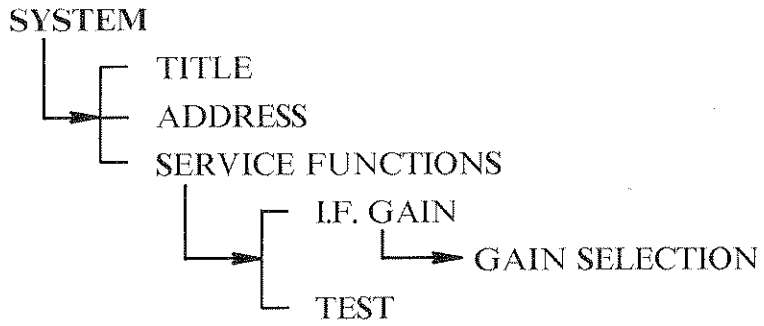 SYSTEM
TITLE
ADDRESS
SERVICE FUNCTIONS
I.F. GAIN
GAIN SELECTION
TEST